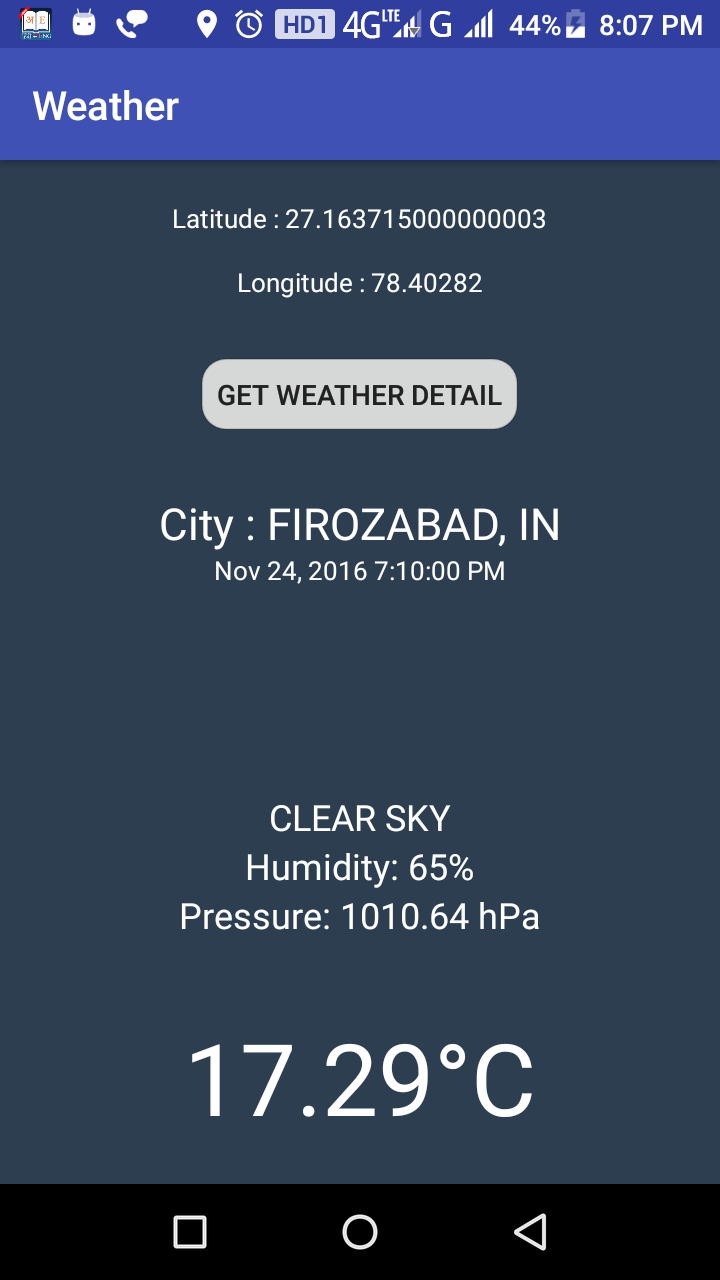 HD1 4G LTE G 44% 8:07 PM
Weather
Latitude : 27.163715000000003
Longitude : 78.40282
GET WEATHER DETAIL
City : FIROZABAD, IN
Nov 24, 2016 7:10:00 PM
CLEAR SKY
Humidity: 65%
Pressure: 1010.64 hPa
17.29°C